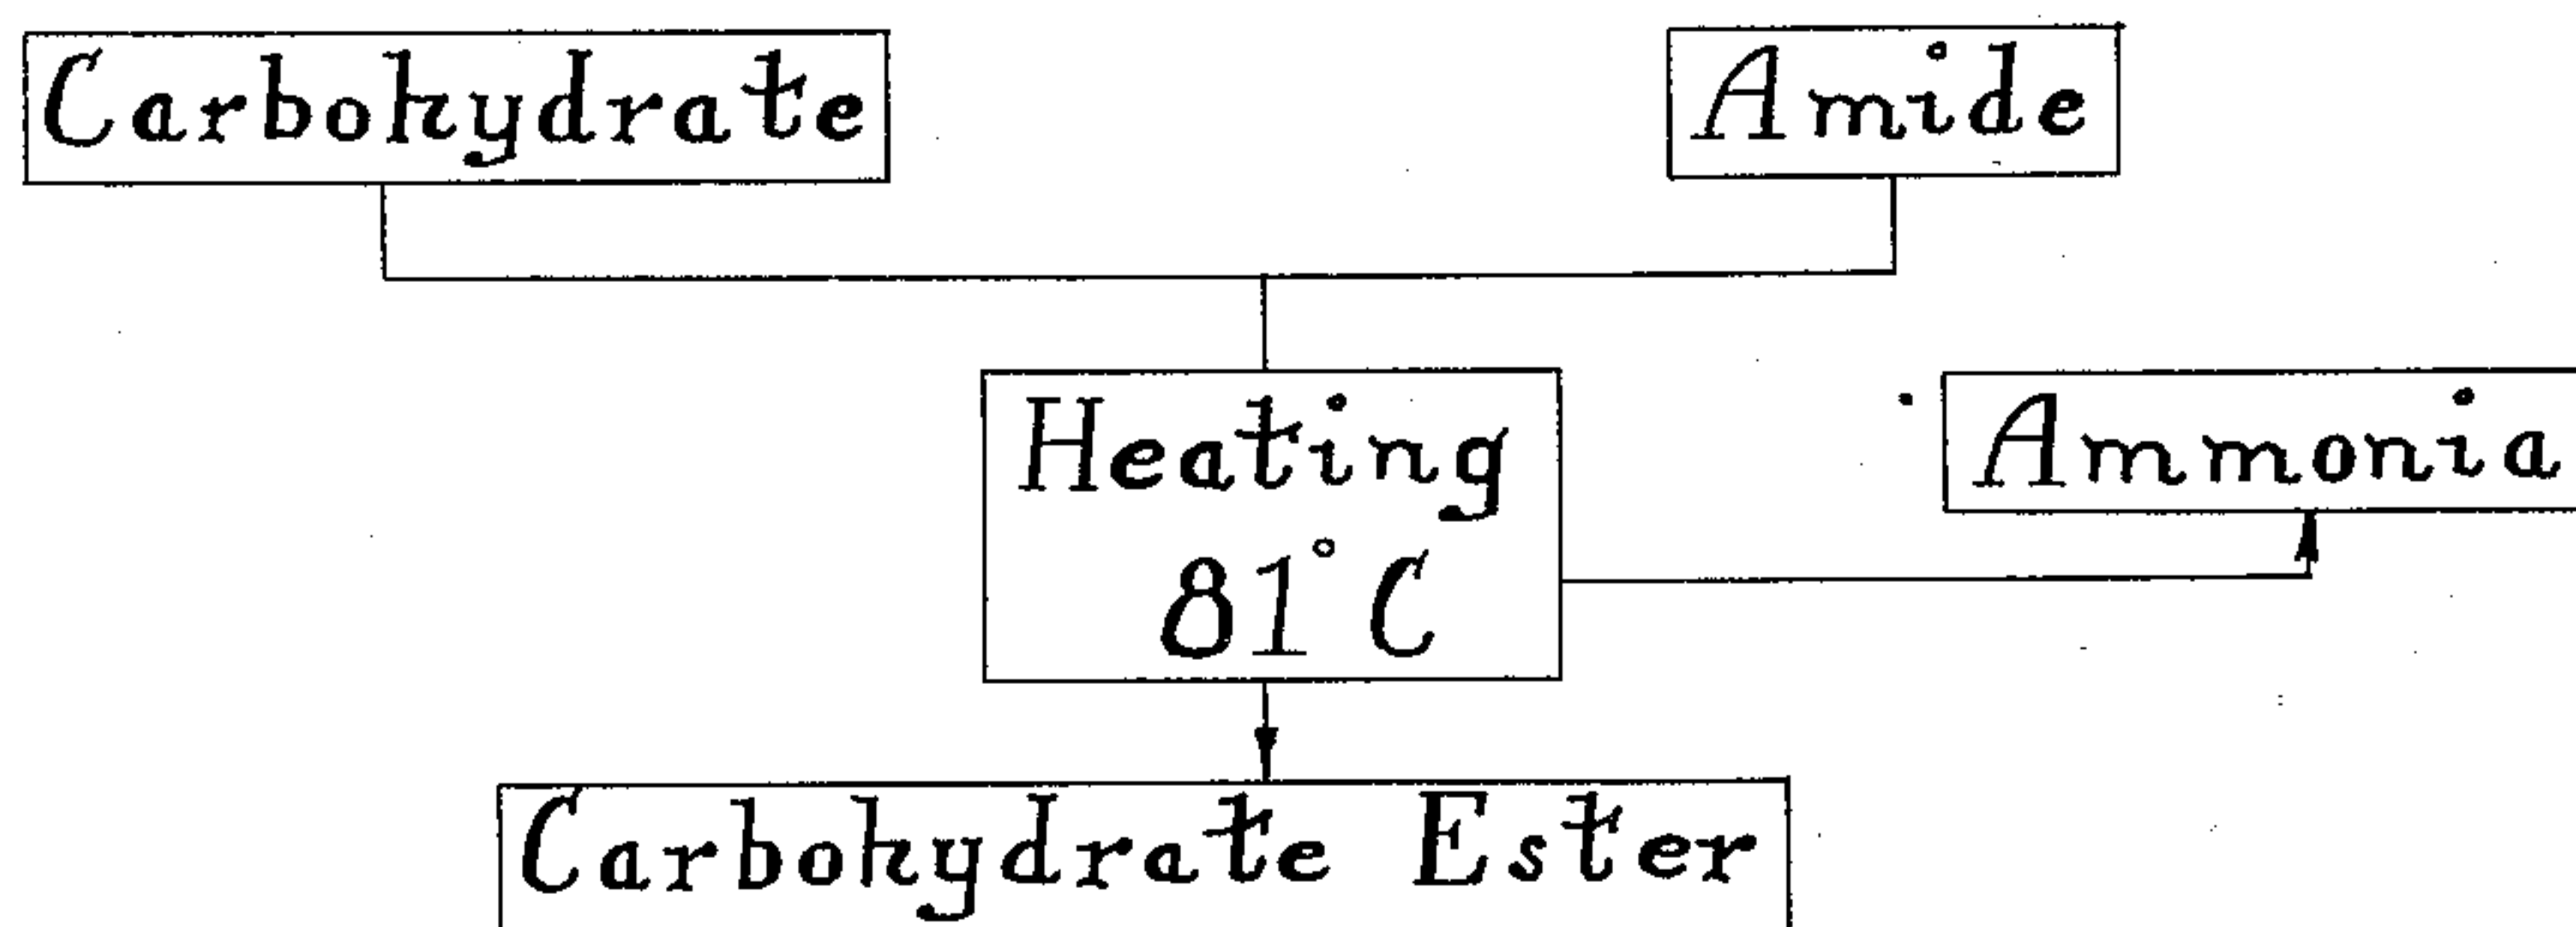 Carbohydrate
Amide
Heating
81°C
Ammonia
Carbohydrate Ester